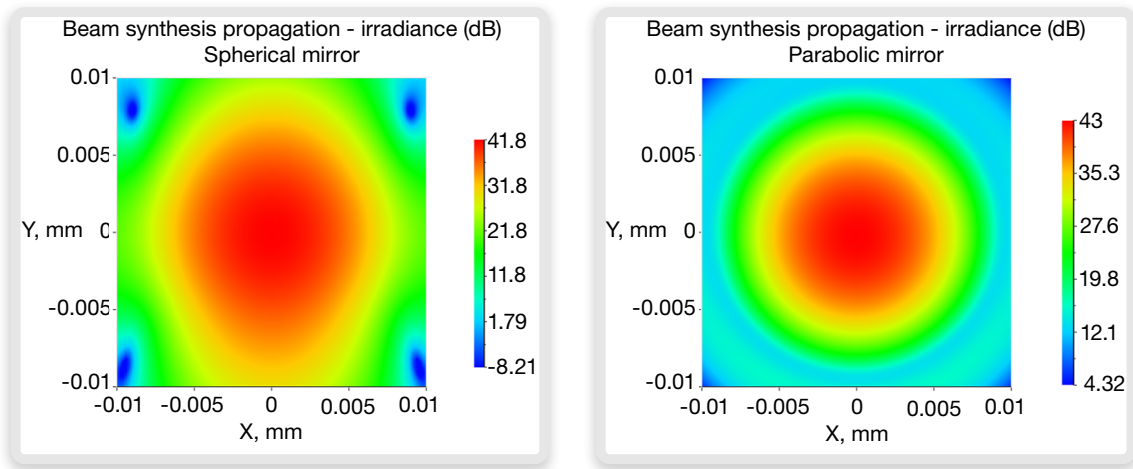 Beam synthesis propagation - irradiance (dB)
Spherical mirror
0.01
0.005
Y, mm 0
-0.005
-0.01
-0.01 -0.005 0 0.005 0.01
X, mm
41.8
31.8
21.8
11.8
1.79
-8.21
Beam synthesis propagation - irradiance (dB)
Parabolic mirror
0.01
0.005
Y, mm 0
-0.005
-0.01
-0.01 -0.005 0 0.005 0.01
X, mm
43
35.3
27.6
19.8
12.1
4.32